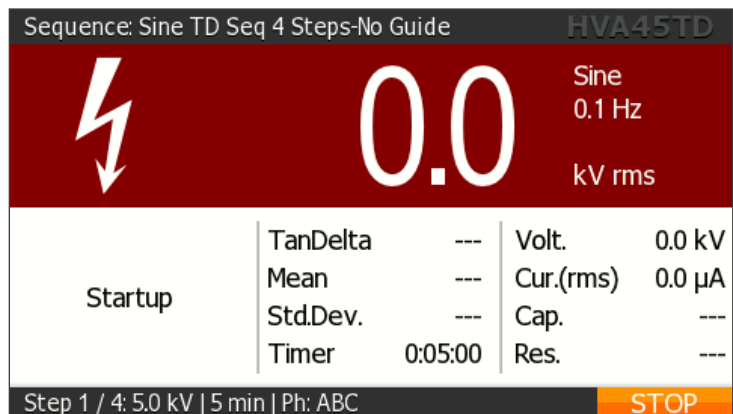 Sequence: Sine TD Seq 4 Steps-No Guide HVA45TD
0.0
Sine
0.1 Hz
kV rms
Startup
TanDelta ---
Mean ---
Std.Dev. ---
Timer 0:05:00
Volt. 0.0 kV
Cur.(rms) 0.0 µA
Cap. ---
Res. ---
Step 1 / 4: 5.0 kV | 5 min | Ph: ABC STOP